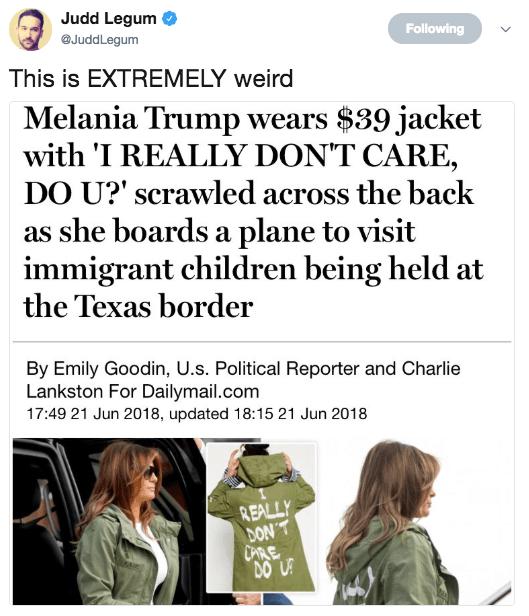 Judd Legum
@JuddLegum
Following
This is EXTREMELY weird
Melania Trump wears $39 jacket
with 'I REALLY DON'T CARE,
DO U?' scrawled across the back
as she boards a plane to visit
immigrant children being held at
the Texas border
By Emily Goodin, U.s. Political Reporter and Charlie
Lankston For Dailymail.com
17:49 21 Jun 2018, updated 18:15 21 Jun 2018
I
REALLY
DON'T
CARE
DO U?